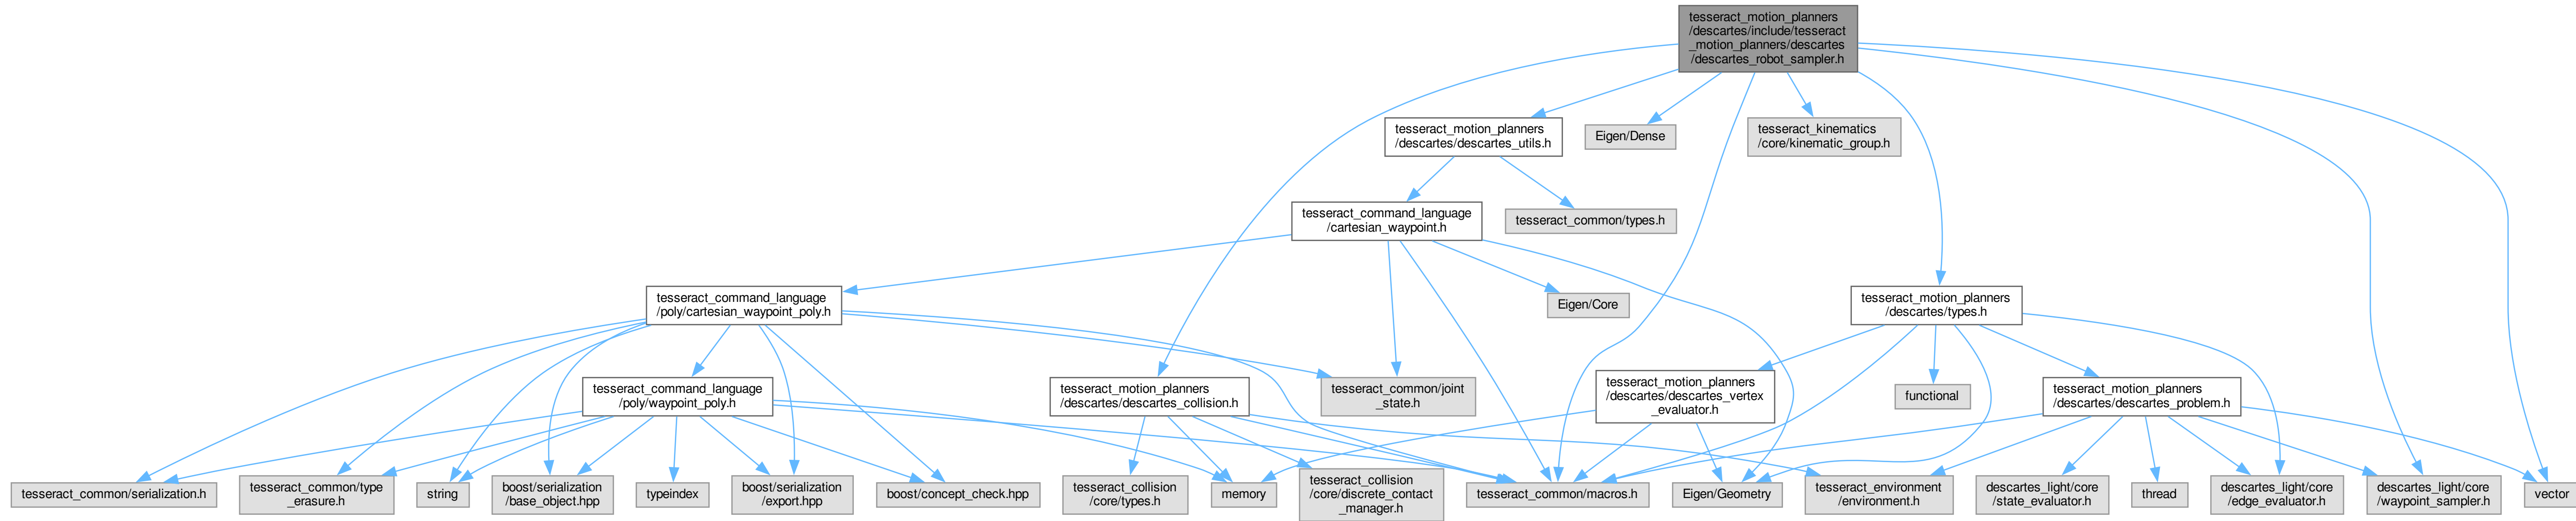 tesseract_motion_planners
/descartes/include/tesseract
_motion_planners/descartes
/descartes_robot_sampler.h
tesseract_motion_planners
/descartes/descartes_utils.h
Eigen/Dense
tesseract_kinematics
/core/kinematic_group.h
tesseract_command_language
/cartesian_waypoint.h
tesseract_common/types.h
tesseract_command_language
/poly/cartesian_waypoint_poly.h
Eigen/Core
tesseract_motion_planners
/descartes/types.h
tesseract_command_language
/poly/waypoint_poly.h
tesseract_motion_planners
/descartes/descartes_collision.h
tesseract_common/joint
_state.h
tesseract_motion_planners
/descartes/descartes_vertex
_evaluator.h
functional
tesseract_motion_planners
/descartes/descartes_problem.h
tesseract_common/serialization.h
tesseract_common/type
_erasure.h
string
boost/serialization
/base_object.hpp
typeindex
boost/serialization
/export.hpp
boost/concept_check.hpp
tesseract_collision
/core/types.h
memory
tesseract_collision
/core/discrete_contact
_manager.h
tesseract_common/macros.h
Eigen/Geometry
tesseract_environment
/environment.h
descartes_light/core
/state_evaluator.h
thread
descartes_light/core
/edge_evaluator.h
descartes_light/core
/waypoint_sampler.h
vector